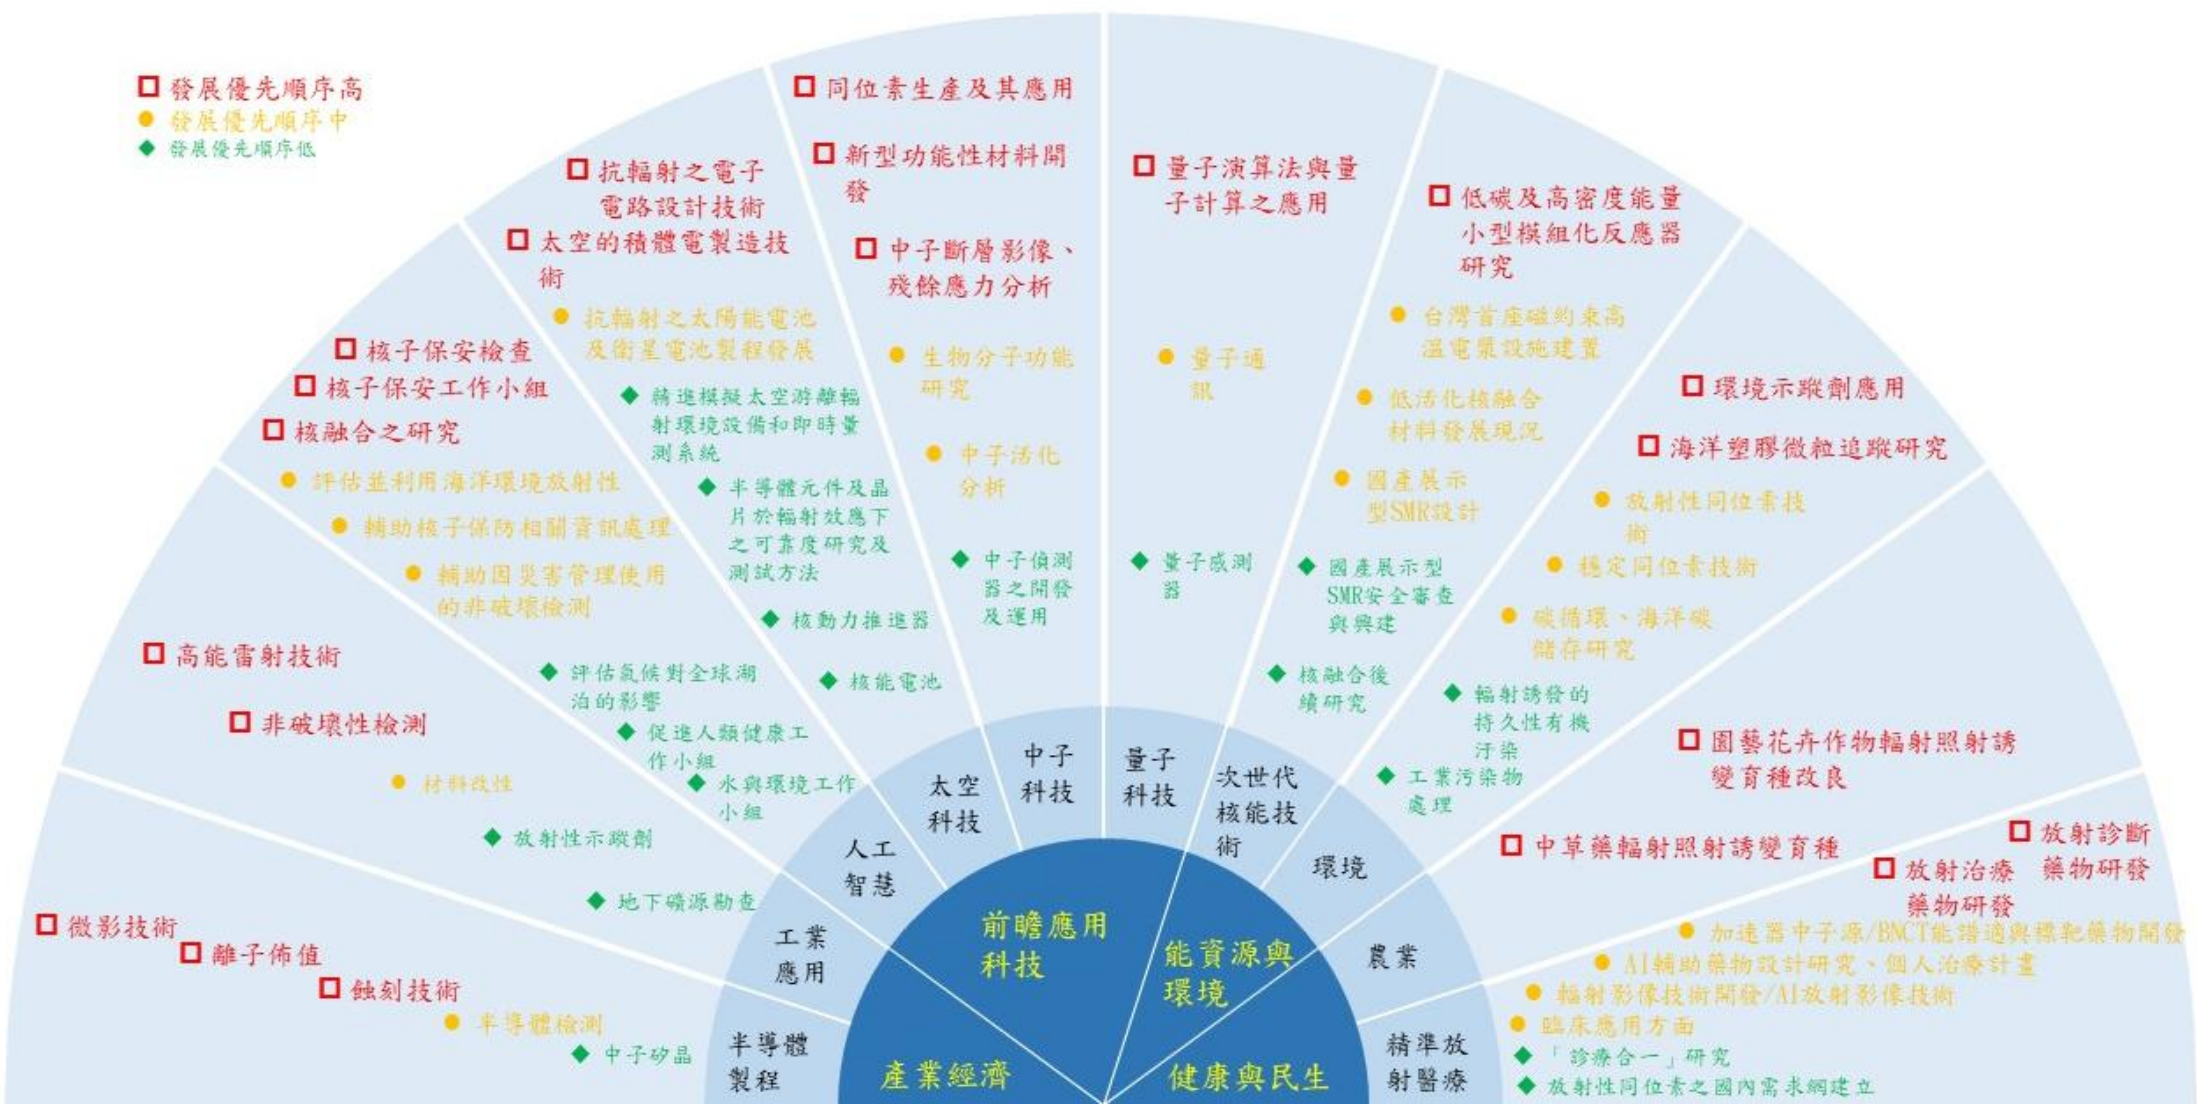 發展優先順序高
發展優先順序中
發展優先順序低
微影技術
離子佈值
蝕刻技術
半導體檢測
中子矽晶
高能雷射技術
非破壞性檢測
材料改性
放射性示蹤劑
地下礦源勘查
核子保安檢查
核子保安工作小組
核融合之研究
評估並利用海洋環境放射性
輔助核子保防相關資訊處理
輔助因災害管理使用
的非破壞檢測
評估氣候對全球湖
泊的影響
促進人類健康工
作小組
水與環境工作
小組
抗輻射之電子
電路設計技術
太空的積體電製造技
術
抗輻射之太陽能電池
及衛星電池製程發展
精進模擬太空游離輻
射環境設備和即時量
測系統
半導體元件及晶
片於輻射效應下
之可靠度研究及
測試方法
核動力推進器
核能電池
同位素生產及其應用
新型功能性材料開
發
中子斷層影像、
殘餘應力分析
生物分子功能
研究
中子活化
分析
中子偵測
器之開發
及運用
量子演算法與量
子計算之應用
量子通
訊
量子感測
器
低碳及高密度能量
小型模組化反應器
研究
台灣首座磁約束高
溫電漿設施建置
低活化核融合
材料發展現況
國產展示
型SMR設計
國產展示型
SMR安全審查
與興建
核融合後
續研究
環境示蹤劑應用
海洋塑膠微粒追蹤研究
放射性同位素技
術
穩定同位素技術
碳循環、海洋碳
儲存研究
輻射誘發的
持久性有機
汙染
工業污染物
處理
園藝花卉作物輻射照射誘
變育種改良
中草藥輻射照射誘變育種
放射診斷
藥物研發
放射治療
藥物研發
加速器中子源/BNCT能譜適與標靶藥物開發
AI輔助藥物設計研究、個人治療計畫
輻射影像技術開發/AI放射影像技術
臨床應用方面
「診療合一」研究
放射性同位素之國內需求網建立
半導體
製程
工業
應用
人工
智慧
太空
科技
中子
科技
量子
科技
次世代
核能技
術
環境
農業
精準放
射醫療
產業經濟
前瞻應用
科技
能資源與
環境
健康與民生